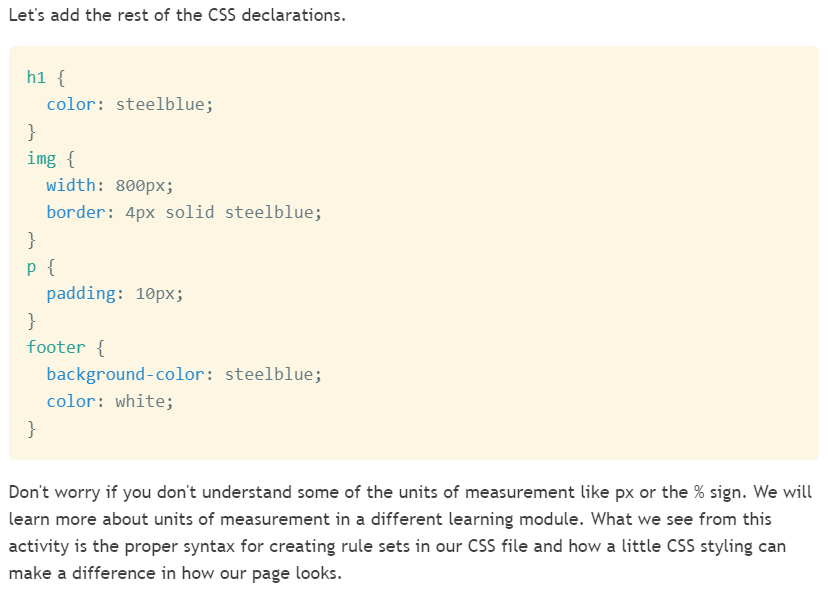 Let's add the rest of the CSS declarations.
h1 {
  color: steelblue;
}
img {
  width: 800px;
  border: 4px solid steelblue;
}
p {
  padding: 10px;
}
footer {
  background-color: steelblue;
  color: white;
}
Don't worry if you don't understand some of the units of measurement like px or the % sign. We will
learn more about units of measurement in a different learning module. What we see from this
activity is the proper syntax for creating rule sets in our CSS file and how a little CSS styling can
make a difference in how our page looks.